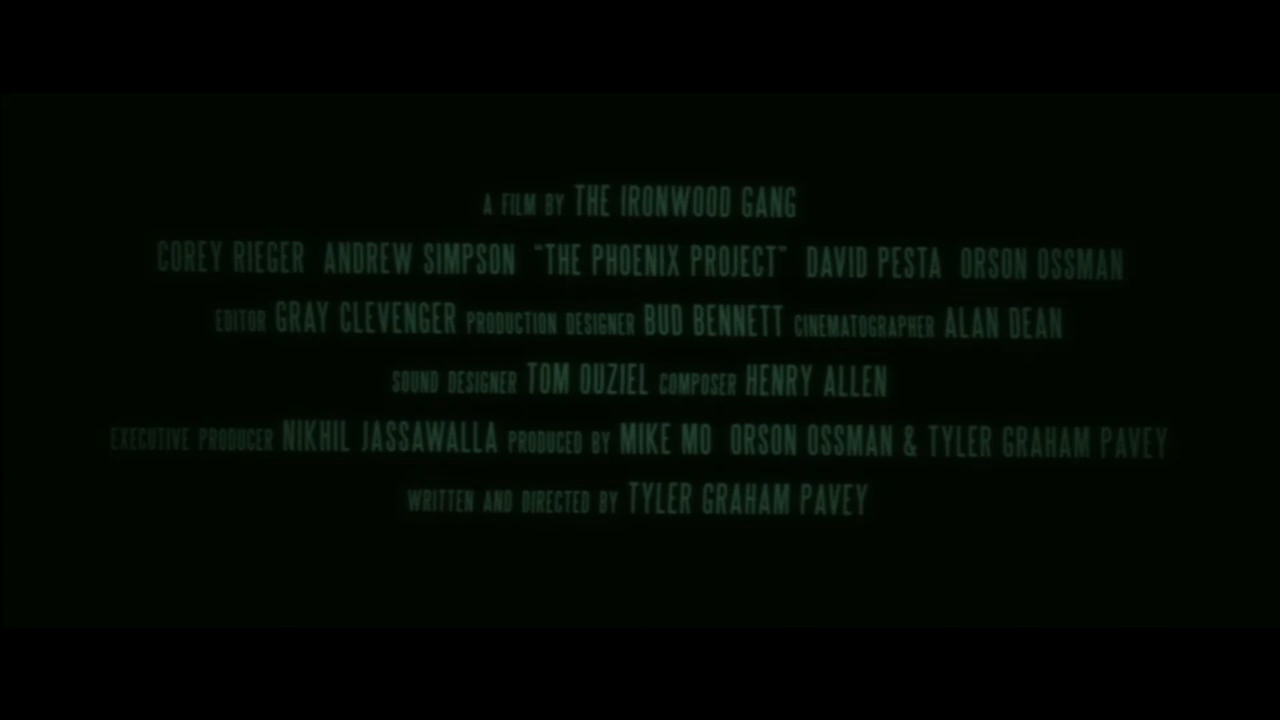 A FILM BY THE IRONWOOD GANG
COREY RIEGER ANDREW SIMPSON "THE PHOENIX PROJECT" DAVID PESTA ORSON OSSMAN
EDITOR GRAY CLEVENGER PRODUCTION DESIGNER BUD BENNETT CINEMATOGRAPHER ALAN DEAN
SOUND DESIGNER TOM OUZIEL COMPOSER HENRY ALLEN
EXECUTIVE PRODUCER NIKHIL JASSAWALLA PRODUCED BY MIKE MO ORSON OSSMAN & TYLER GRAHAM PAVEY
WRITTEN AND DIRECTED BY TYLER GRAHAM PAVEY